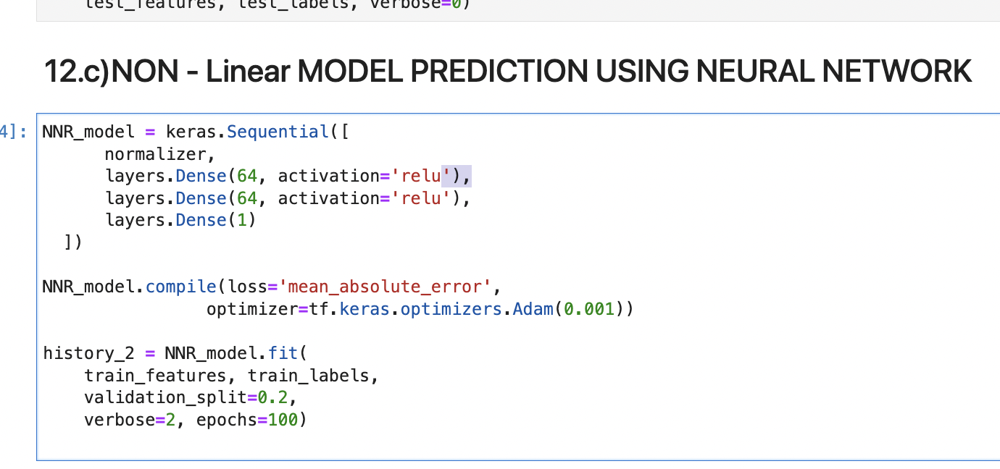 test_features, test_labels, verbose=0)
12.c)NON - Linear MODEL PREDICTION USING NEURAL NETWORK
4]:
NNR_model = keras.Sequential([
      normalizer,
      layers.Dense(64, activation='relu'),
      layers.Dense(64, activation='relu'),
      layers.Dense(1)
  ])
NNR_model.compile(loss='mean_absolute_error',
                optimizer=tf.keras.optimizers.Adam(0.001))
history_2 = NNR_model.fit(
    train_features, train_labels,
    validation_split=0.2,
    verbose=2, epochs=100)